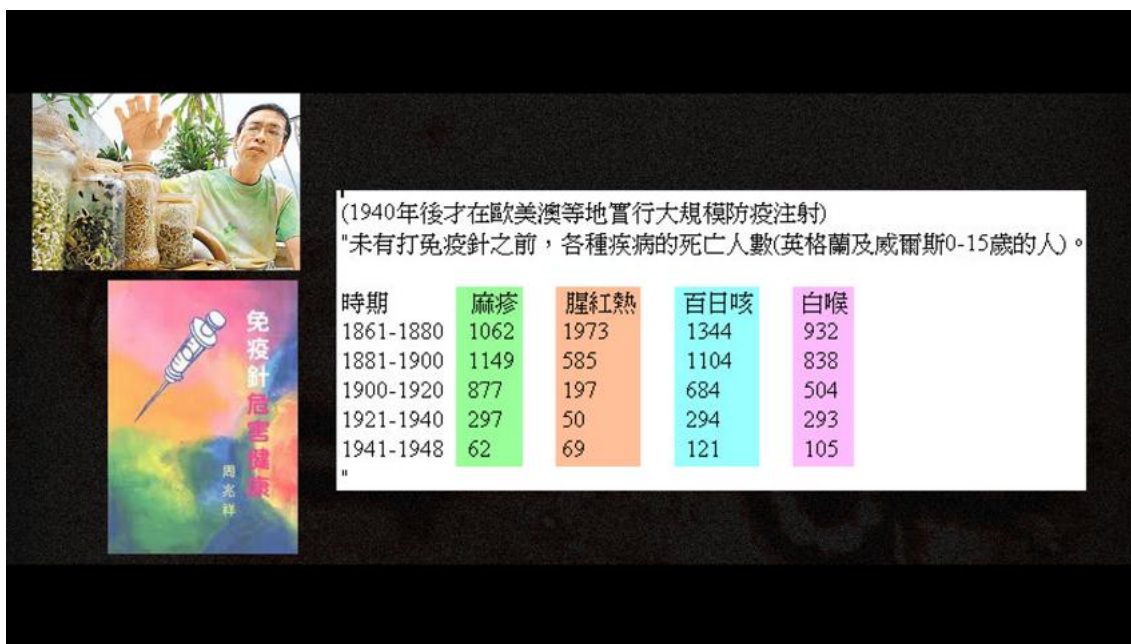 (1940年後才在歐美澳等地實行大規模防疫注射)
"未有打免疫針之前，各種疾病的死亡人數(英格蘭及威爾斯0-15歲的人)。
時期 麻疹 腥紅熱 百日咳 白喉
1861-1880 1062 1973 1344 932
1881-1900 1149 585 1104 838
1900-1920 877 197 684 504
1921-1940 297 50 294 293
1941-1948 62 69 121 105
"
免疫針危害健康
周兆祥